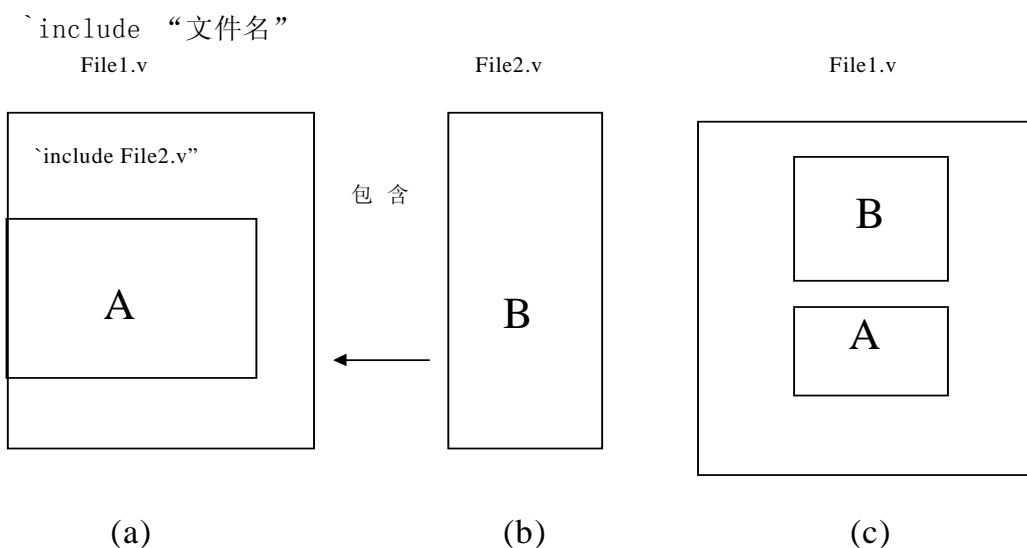 `include “文件名”
File1.v File2.v File1.v
`include File2.v”
包 含
B
A
B
A
(a) (b) (c)